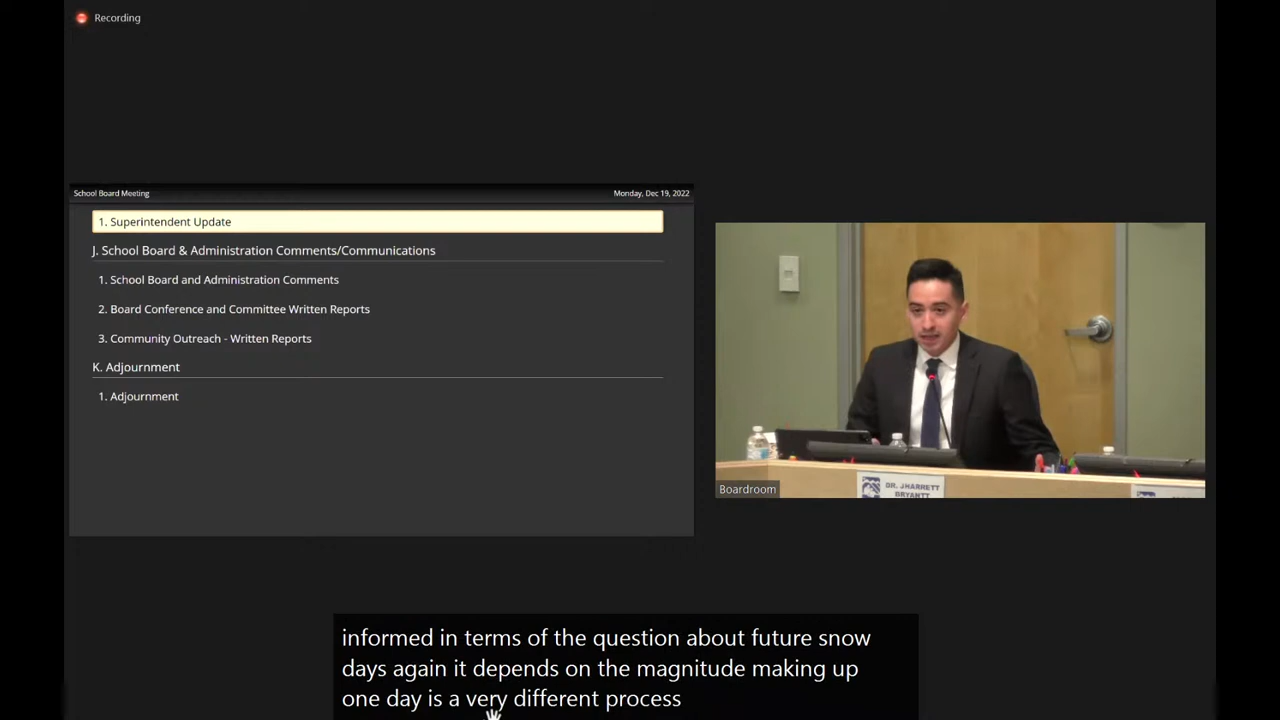 Recording
School Board Meeting
Monday, Dec 19, 2022
1. Superintendent Update
J. School Board & Administration Comments/Communications
1. School Board and Administration Comments
2. Board Conference and Committee Written Reports
3. Community Outreach - Written Reports
K. Adjournment
1. Adjournment
Boardroom
DR. JHARRETT
BRYANTT
informed in terms of the question about future snow
days again it depends on the magnitude making up
one day is a very different process